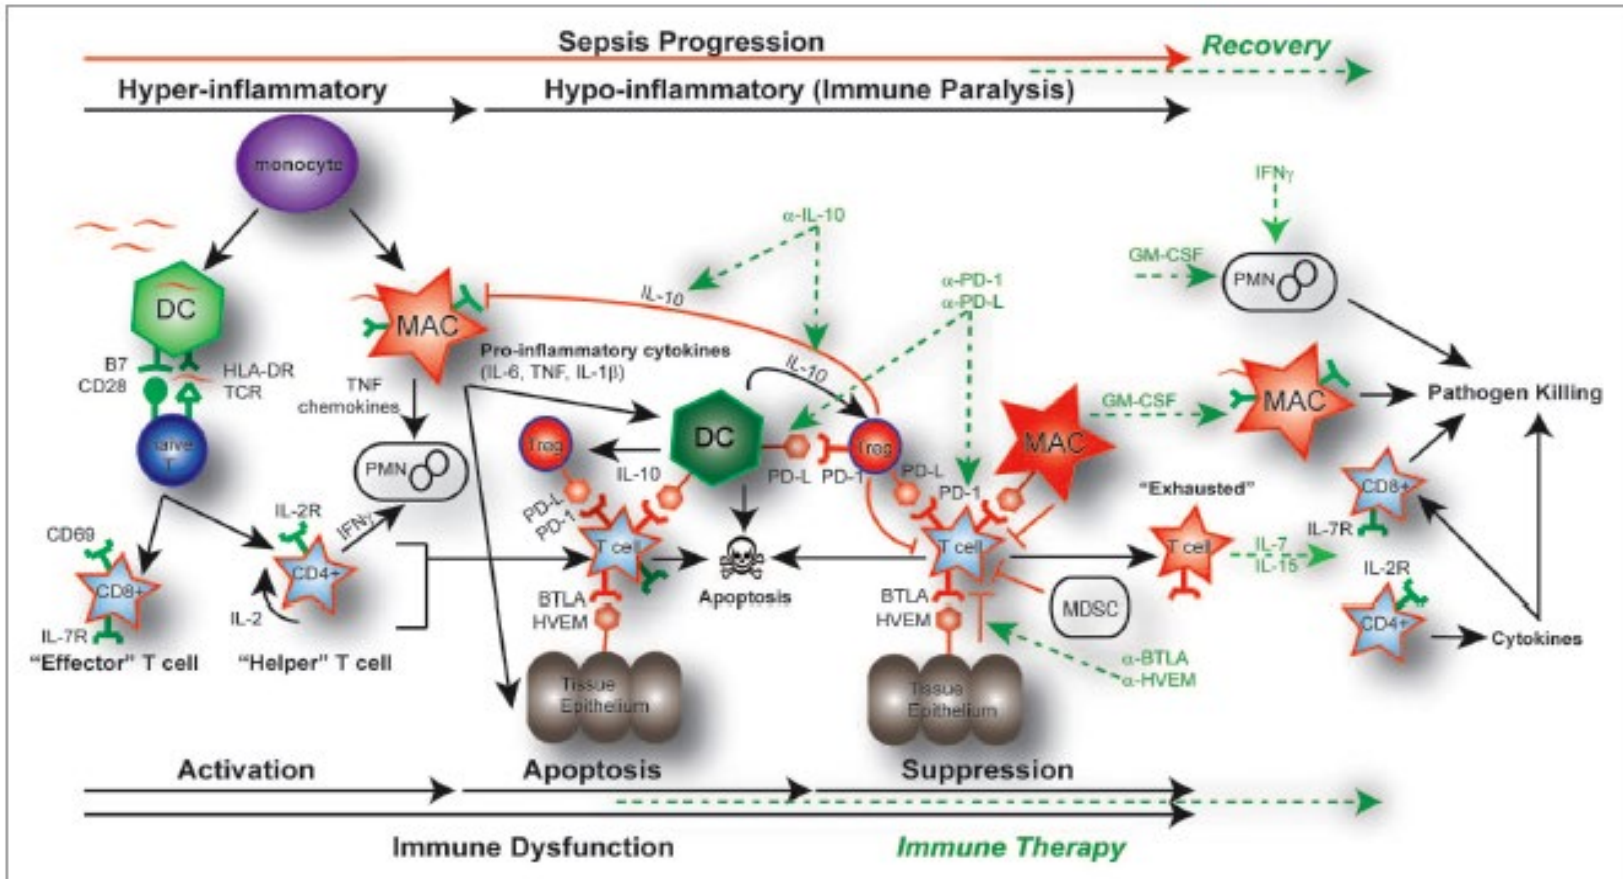 Sepsis Progression
Recovery
Hyper-inflammatory
Hypo-inflammatory (Immune Paralysis)
monocyte
DC
B7
CD28
HLA-DR
TCR
naive
T
MAC
TNF
chemokines
PMN
IFNγ
CD69
CD8+
IL-7R
"Effector" T cell
IL-2R
CD4+
IL-2
"Helper" T cell
Pro-inflammatory cytokines
(IL-6, TNF, IL-1β)
α-IL-10
IL-10
IL-10
α-PD-1
α-PD-L
Treg
IL-10
DC
PD-L
PD-1
Treg
PD-L
PD-1
T cell
BTLA
HVEM
Tissue
Epithelium
Apoptosis
PD-L
PD-1
T cell
BTLA
HVEM
Tissue
Epithelium
MAC
MDSC
α-BTLA
α-HVEM
"Exhausted"
T cell
GM-CSF
IL-7
IL-15
IFNγ
GM-CSF
PMN
MAC
Pathogen Killing
CD8+
IL-7R
IL-2R
CD4+
Cytokines
Activation
Apoptosis
Suppression
Immune Dysfunction
Immune Therapy